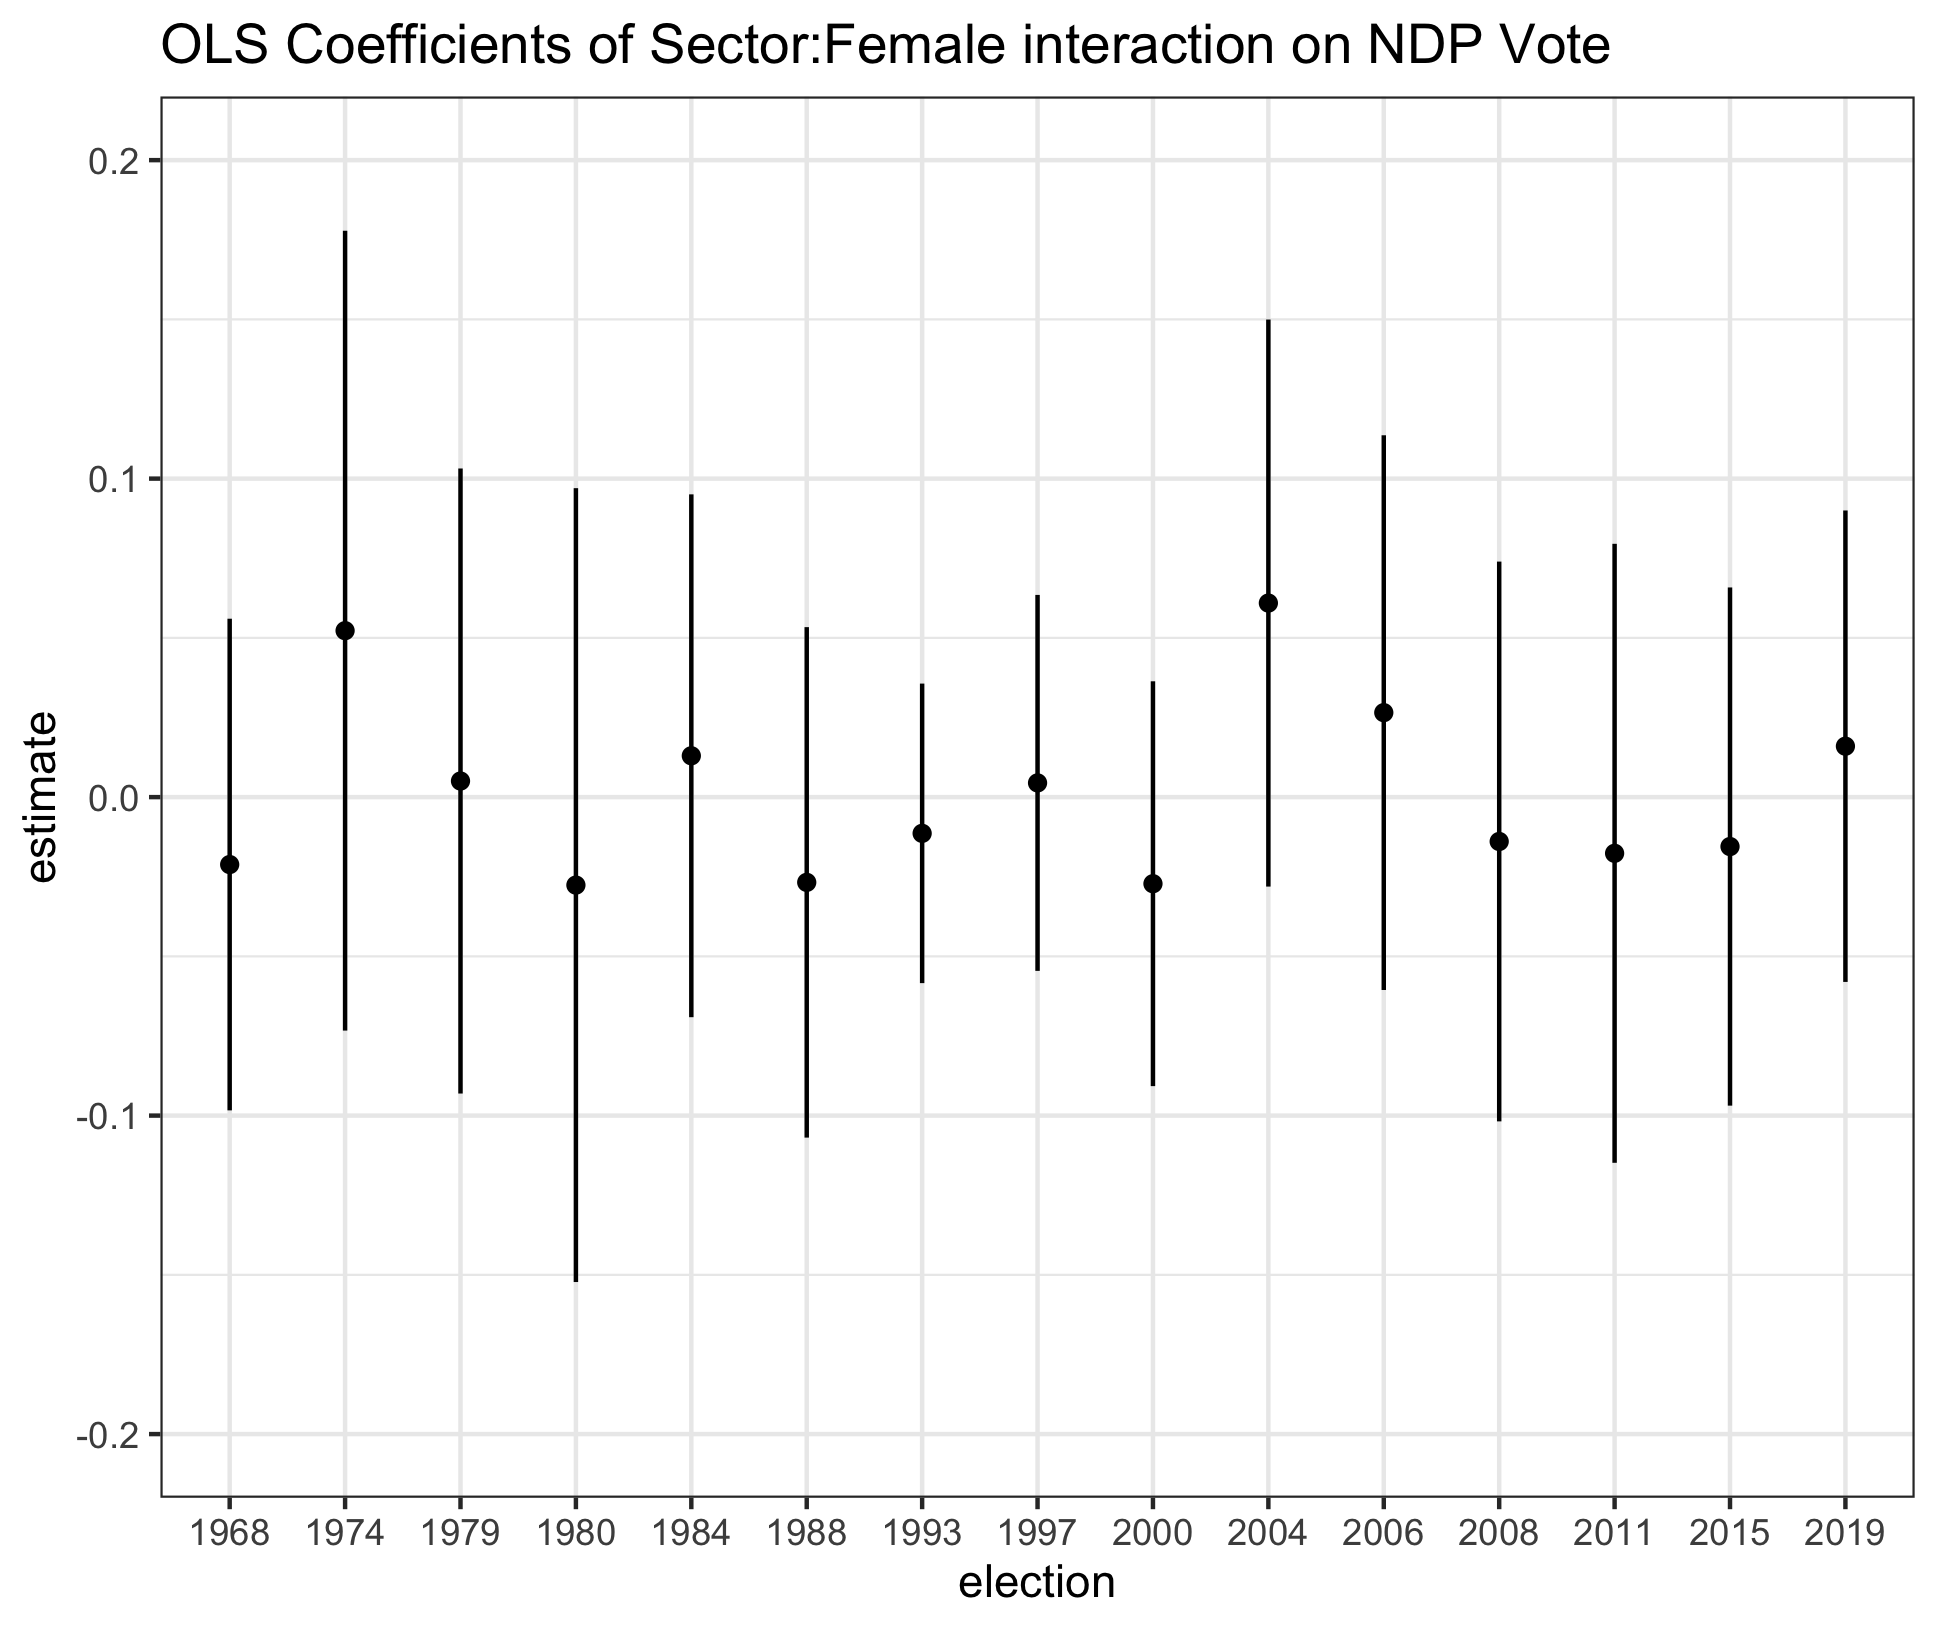 OLS Coefficients of Sector:Female interaction on NDP Vote
0.2
0.1
0.0
-0.1
-0.2
estimate
1968 1974 1979 1980 1984 1988 1993 1997 2000 2004 2006 2008 2011 2015 2019
election